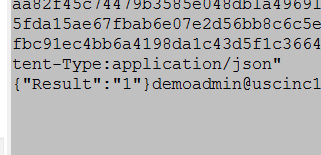 aa82f45c74479b3585e048db1a49691
5fda15ae67fbab6e07e2d56bb8c6c5e
fbc91ec4bb6a4198da1c43d5f1c3664
tent-Type:application/json"
{"Result":"1"}demoadmin@uscinc1